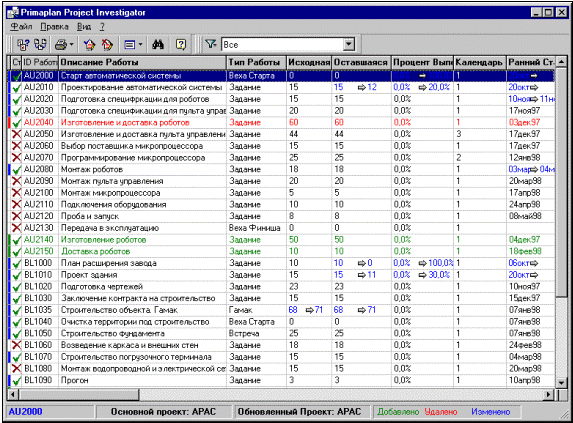 Primaplan Project Investigator
Файл Правка Вид ?
Все
Ст ID Работы Описание Работы Тип Работы Исходная Оставшаяся Процент Вып Календарь Ранний Ст
AU2000 Старт автоматической системы Веха Старта 0 0 1
AU2010 Проектирование автоматической системы Задание 15 15 ⇨ 12 0,0% ⇨ 20,0% 1 20окт⇨
AU2020 Подготовка спецификации для роботов Задание 15 15 0,0% 1 10ноя⇨ 11н
AU2030 Подготовка спецификации для пульта упра Задание 20 20 0,0% 1 17ноя97
AU2040 Изготовление и доставка роботов Задание 60 60 0,0% 1 03дек97
AU2050 Изготовление и доставка пульта управлени Задание 44 44 0,0% 3 17дек97
AU2060 Выбор поставщика микропроцессора Задание 15 15 0,0% 1 17дек97
AU2070 Программирование микропроцессора Задание 25 25 0,0% 2 12янв98
AU2080 Монтаж роботов Задание 18 18 0,0% 1 03мар⇨ 04м
AU2090 Монтаж пульта управления Задание 20 20 0,0% 1 20мар98
AU2100 Монтаж микропроцессора Задание 5 5 0,0% 1 17апр98
AU2110 Подключения оборудования Задание 10 10 0,0% 1 24апр98
AU2120 Проба и запуск Задание 8 8 0,0% 1 08май98
AU2130 Передача в эксплуатацию Веха Финиша 0 0 0,0% 1
AU2140 Изготовление роботов Задание 50 50 0,0% 1 04дек97
AU2150 Доставка роботов Задание 10 10 0,0% 1 18фев98
BL1000 План расширения завода Задание 10 10 ⇨ 0 0,0% ⇨ 100,0% 1 06окт⇨
BL1010 Проект здания Задание 15 15 ⇨ 11 0,0% ⇨ 30,0% 1 20окт⇨
BL1020 Подготовка чертежей Задание 23 23 0,0% 1 10ноя97
BL1030 Заключение контракта на строительство Задание 15 15 0,0% 1 15дек97
BL1035 Строительство объекта. Гамак Гамак 68 ⇨ 71 68 ⇨ 71 0,0% 1 07янв98
BL1040 Очистка территории под строительство Веха Старта 0 0 0,0% 1 07янв98
BL1050 Строительство фундамента Встреча 25 25 0,0% 1 07янв98
BL1060 Возведение каркаса и внешних стен Задание 18 18 0,0% 1 24фев98
BL1070 Строительство погрузочного терминала Задание 15 15 0,0% 1 04мар98
BL1080 Монтаж водопроводной и электрической се Задание 15 15 0,0% 1 20мар98
BL1090 Прогон Задание 3 3 0,0% 1 10апр98
AU2000 Основной проект: APAC Обновленный Проект: APAC Добавлено Удалено Изменено